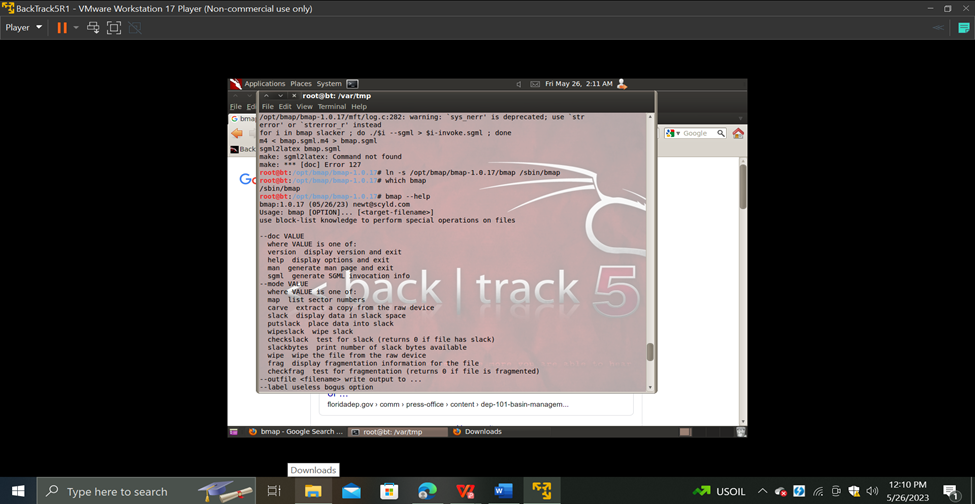 BackTrack5R1 - VMware Workstation 17 Player (Non-commercial use only)
Player
Applications Places System
Fri May 26, 2:11 AM
root@bt: /var/tmp
File Edit View Terminal Help
/opt/bmap/bmap-1.0.17/mft/log.c:282: warning: `sys_nerr' is deprecated; use `str
error' or `strerror_r' instead
for i in bmap slacker ; do ./$i --sgml > $i-invoke.sgml ; done
m4 < bmap.sgml.m4 > bmap.sgml
sgml2latex bmap.sgml
make: sgml2latex: Command not found
make: *** [doc] Error 127
root@bt:/opt/bmap/bmap-1.0.17# ln -s /opt/bmap/bmap-1.0.17/bmap /sbin/bmap
root@bt:/opt/bmap/bmap-1.0.17# which bmap
/sbin/bmap
root@bt:/opt/bmap/bmap-1.0.17# bmap --help
bmap:1.0.17 (05/26/23) newt@scyld.com
Usage: bmap [OPTION]... [<target-filename>]
use block-list knowledge to perform special operations on files
--doc VALUE
where VALUE is one of:
version display version and exit
help display options and exit
man generate man page and exit
sgml generate SGML invocation info
--mode VALUE
where VALUE is one of:
map list sector numbers
carve extract a copy from the raw device
slack display data in slack space
putslack place data into slack
wipeslack wipe slack
checkslack test for slack (returns 0 if file has slack)
slackbytes print number of slack bytes available
wipe wipe the file from the raw device
frag display fragmentation information for the file
checkfrag test for fragmentation (returns 0 if file is fragmented)
--outfile <filename> write output to ...
--label useless bogus option
<< back | track 5
File
bma
Back
Go
Google
or ...
floridadep.gov › comm › press-office › content › dep-101-basin-managem...
bmap - Google Search ...
root@bt: /var/tmp
Downloads
Downloads
Type here to search
USOIL
12:10 PM
5/26/2023
1